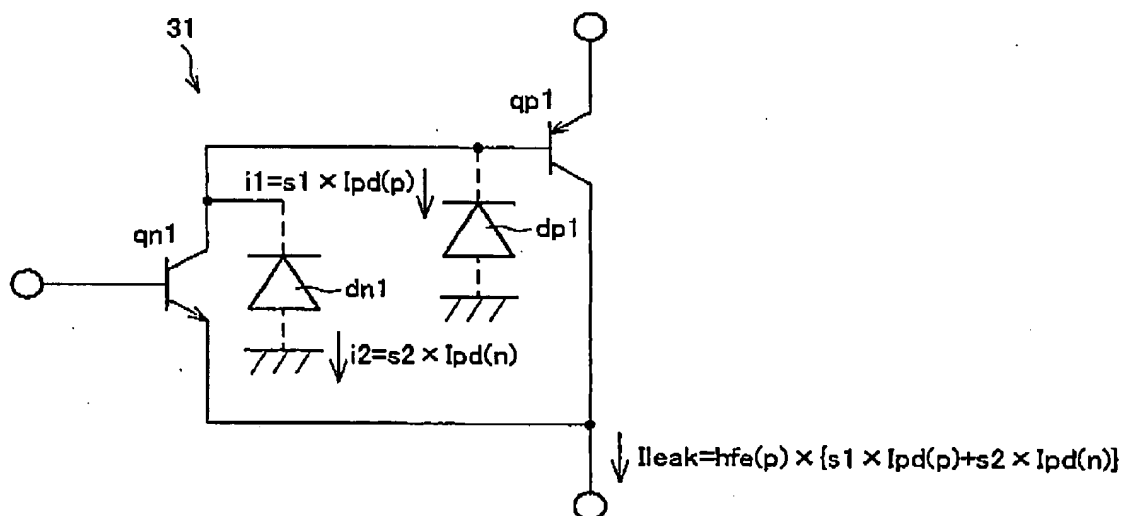 31
qp1
i1=s1×Ipd(p)
dp1
qn1
dn1
i2=s2×Ipd(n)
Ileak=hfe(p)×{s1×Ipd(p)+s2×Ipd(n)}